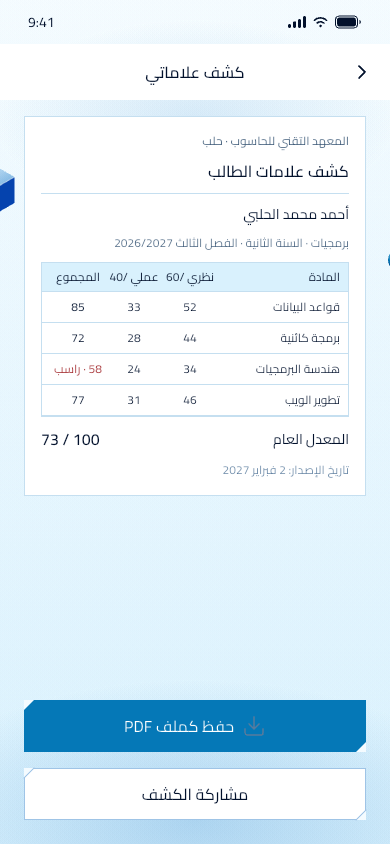 9:41
كشف علاماتي
المعهد التقني للحاسوب · حلب
كشف علامات الطالب
أحمد محمد الحلبي
برمجيات · السنة الثانية · الفصل الثالث 2026/2027
المادة نظري /60 عملي /40 المجموع
قواعد البيانات 52 33 85
برمجة كائنية 44 28 72
هندسة البرمجيات 34 24 58 · راسب
تطوير الويب 46 31 77
المعدل العام 73 / 100
تاريخ الإصدار: 2 فبراير 2027
حفظ كملف PDF
مشاركة الكشف